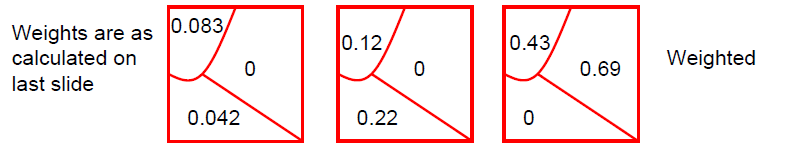 Weights are as
calculated on
last slide
0.083
0
0.042
0.12
0
0.22
0.43
0.69
0
Weighted